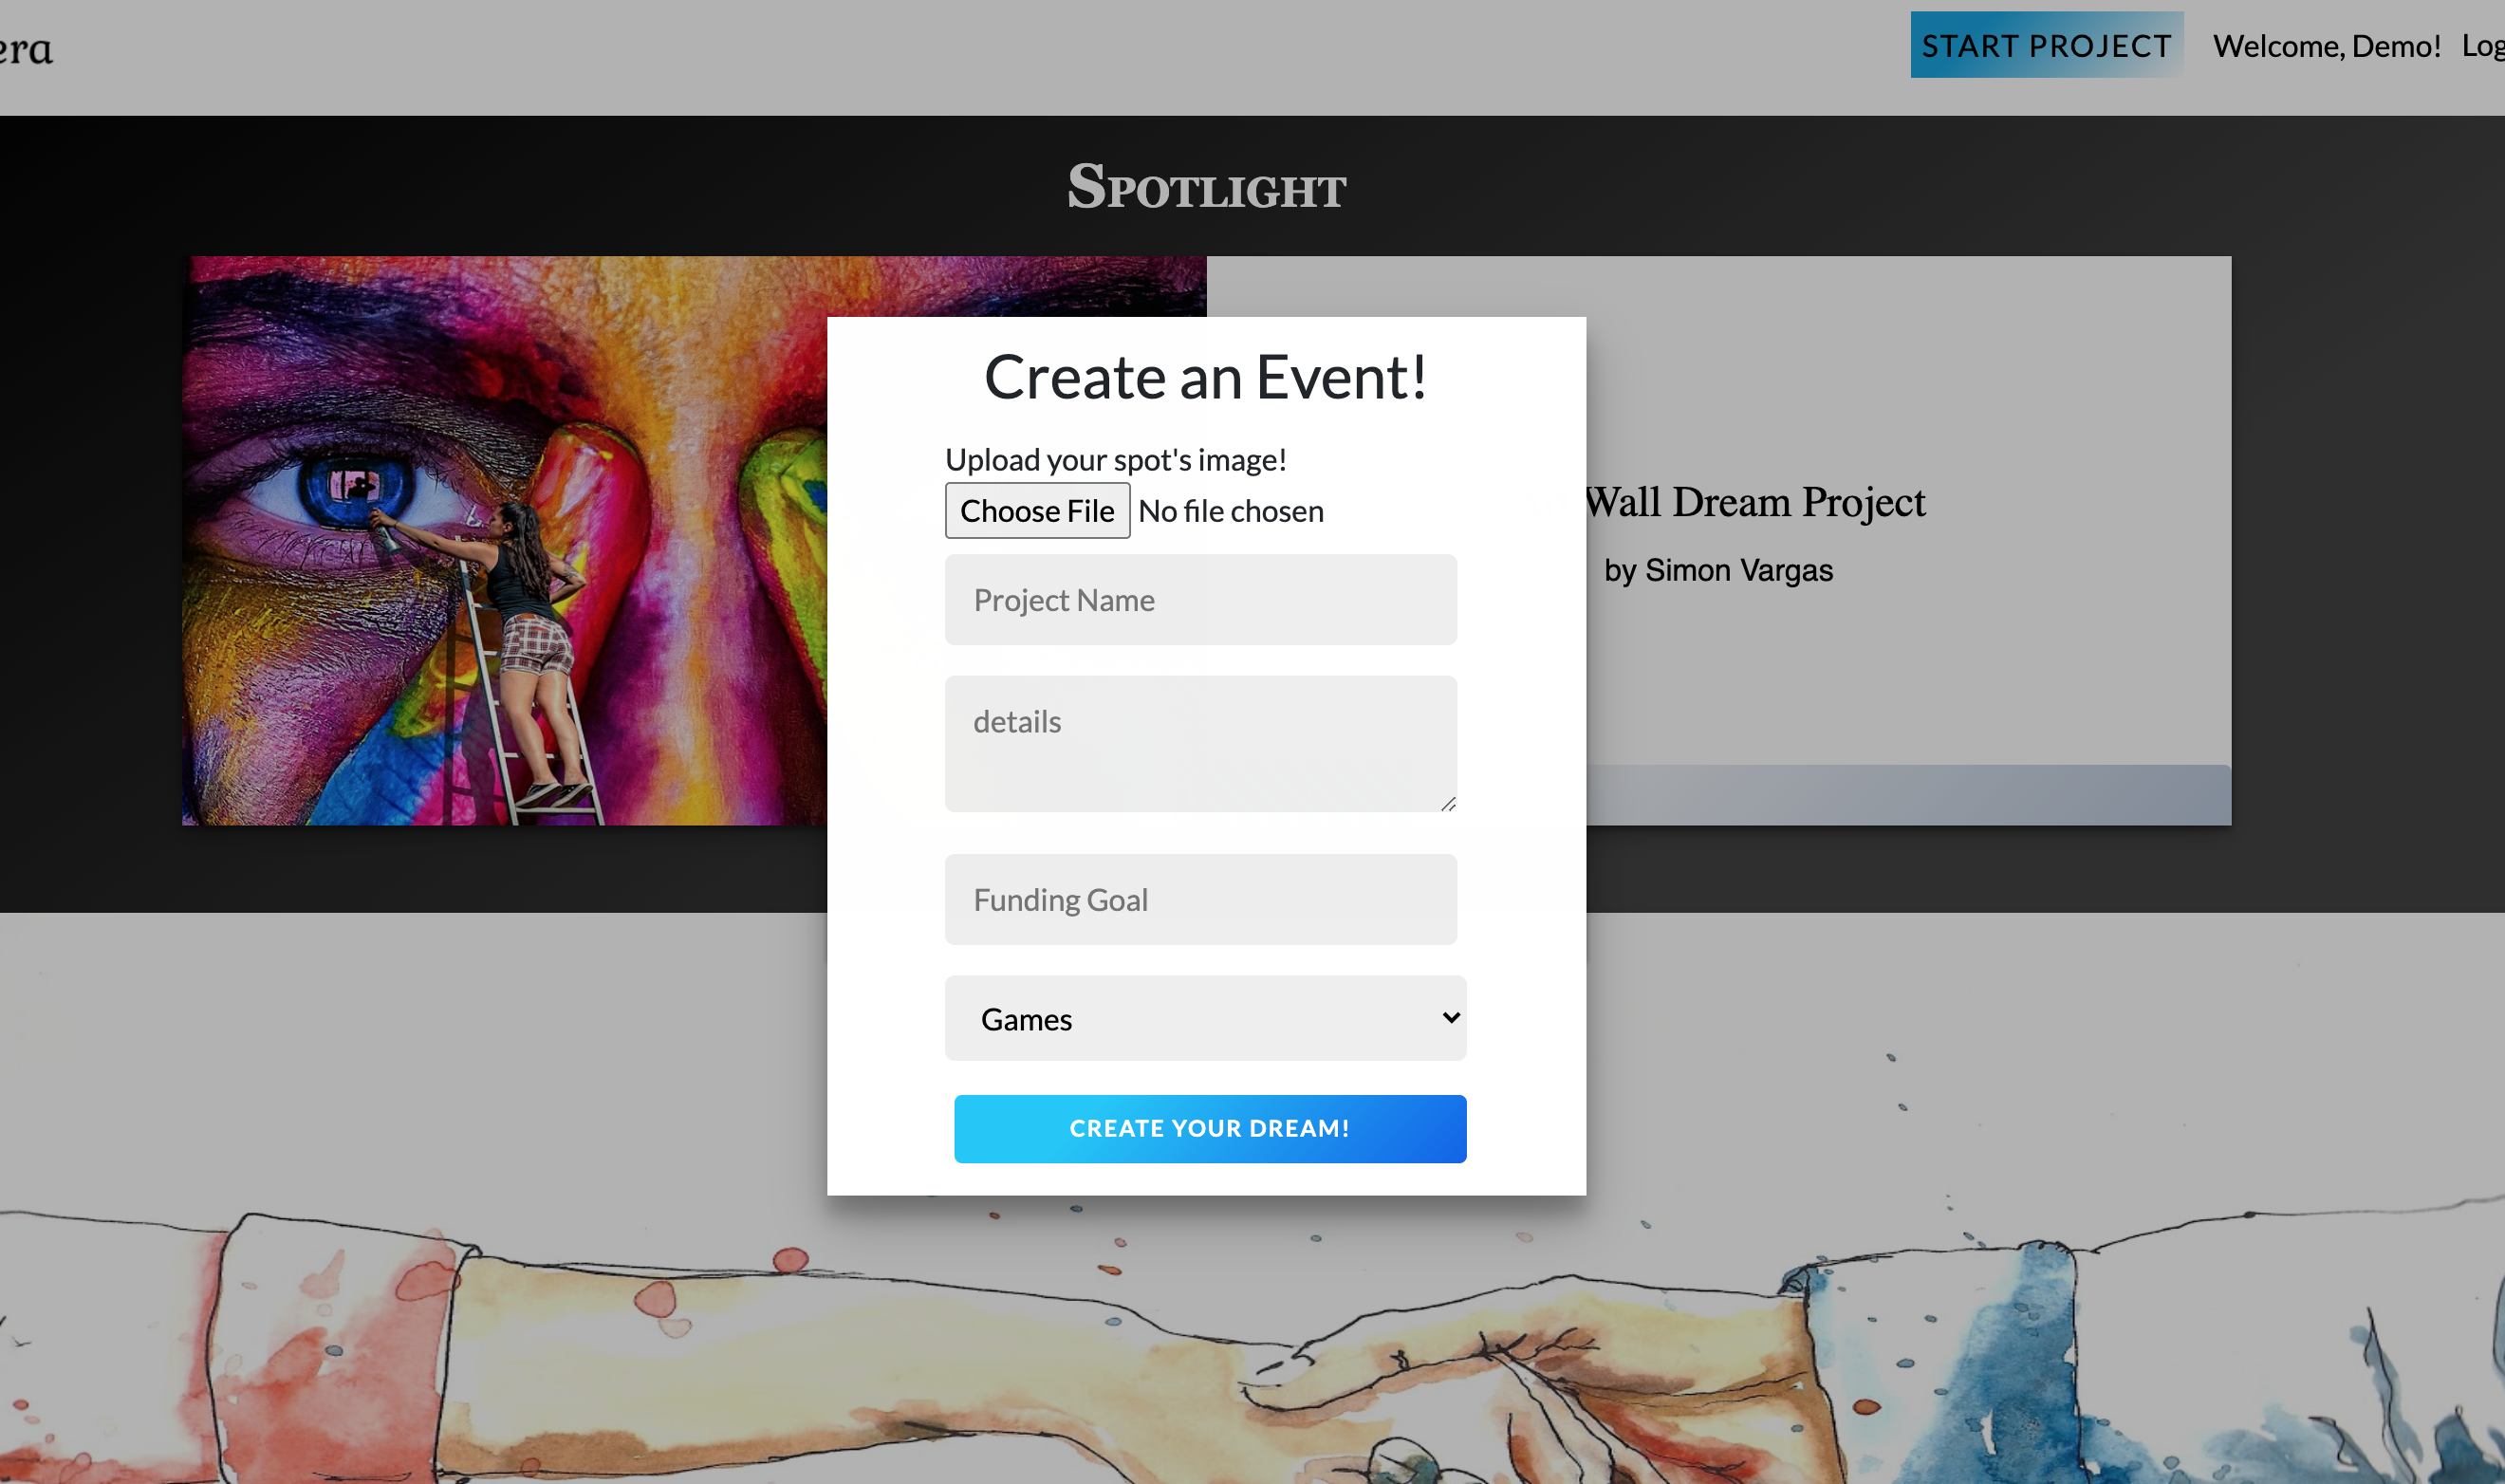 era
START PROJECT
Welcome, Demo!
Spotlight
Create an Event!
Upload your spot's image!
Choose File No file chosen
Wall Dream Project
by Simon Vargas
Project Name
details
Funding Goal
Games
CREATE YOUR DREAM!